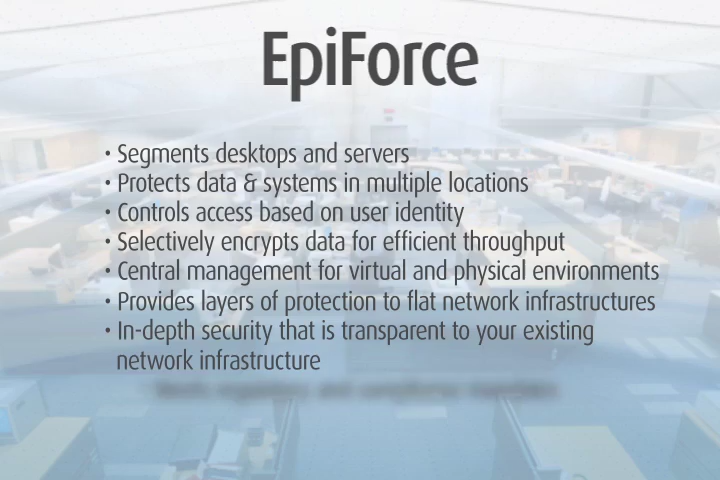 EpiForce
• Segments desktops and servers
• Protects data & systems in multiple locations
• Controls access based on user identity
• Selectively encrypts data for efficient throughput
• Central management for virtual and physical environments
• Provides layers of protection to flat network infrastructures
• In-depth security that is transparent to your existing
network infrastructure